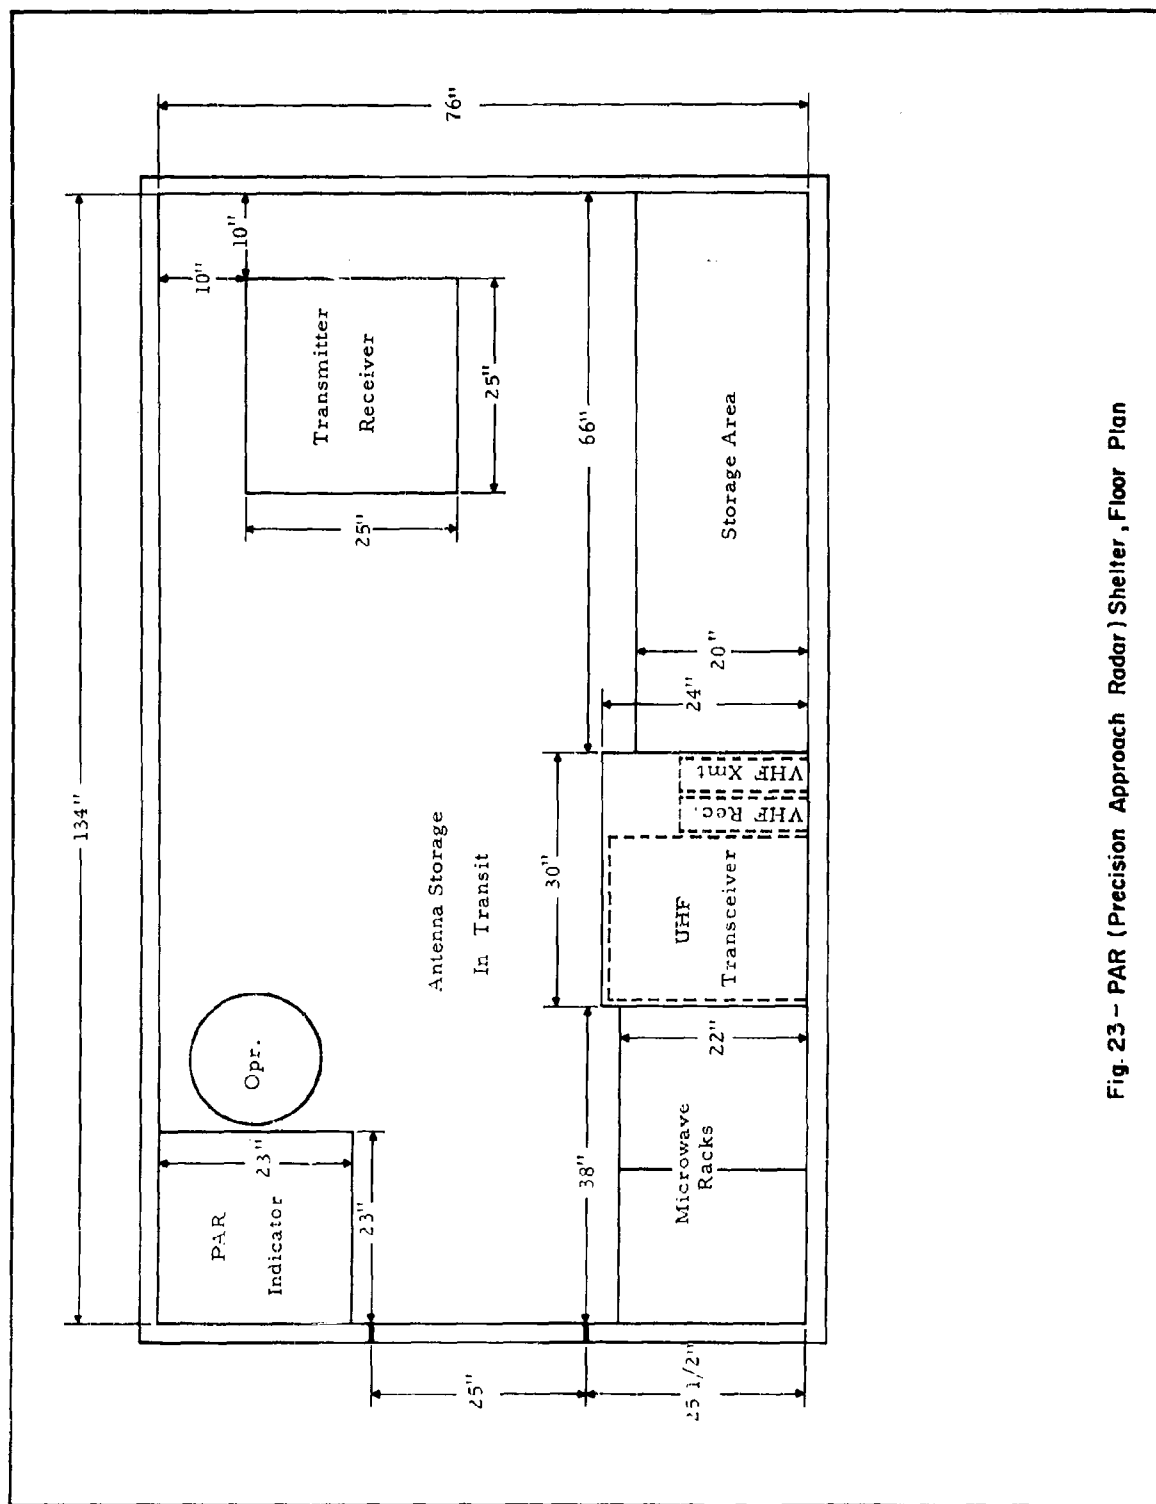 134"
76"
10"
10"
Transmitter
Receiver
25"
25"
PAR
Indicator
23"
23"
Opr.
Antenna Storage
In Transit
25"
25 1/2"
38"
30"
66"
Microwave
Racks
22"
UHF
Transceiver
VHF Rec.
VHF Xmt
24"
20"
Storage Area
Fig. 23 - PAR (Precision Approach Radar) Shelter, Floor Plan